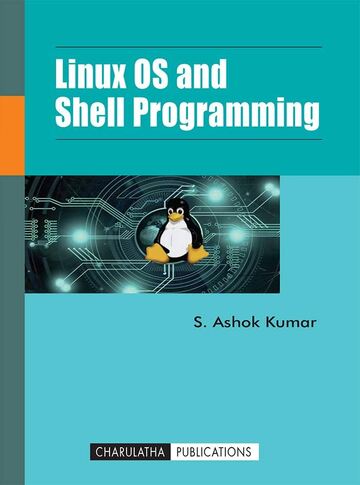 Linux OS and
Shell Programming
S. Ashok Kumar
CHARULATHA PUBLICATIONS